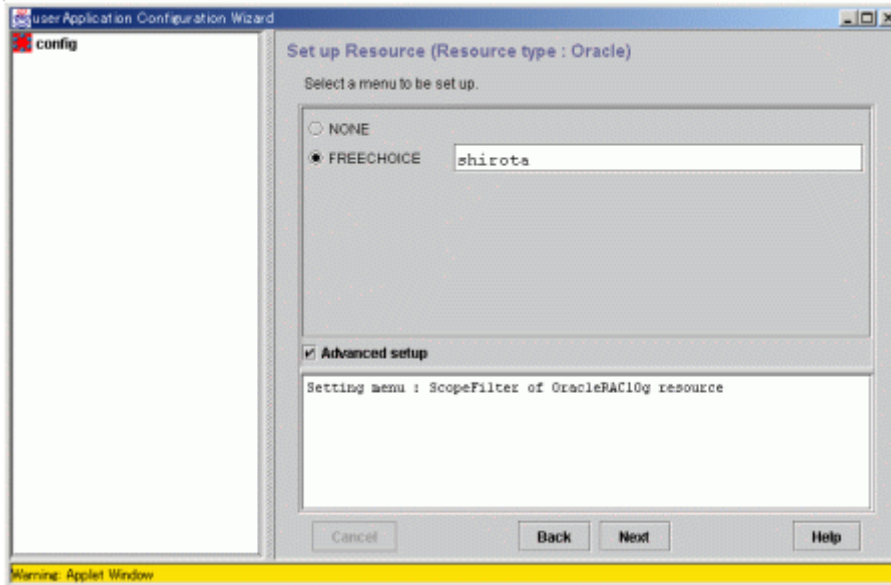 userApplication Configuration Wizard
config
Set up Resource (Resource type : Oracle)
Select a menu to be set up.
NONE
FREECHOICE
shirota
Advanced setup
Setting menu : ScopeFilter of OracleRAC10g resource
Cancel
Back
Next
Help
Warning: Applet Window